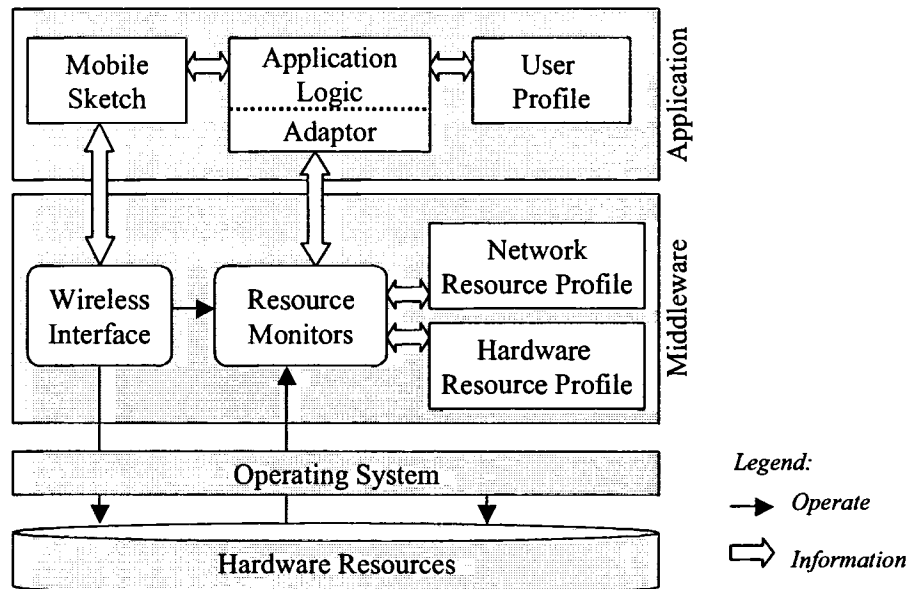 Mobile
Sketch
Application
Logic
Adaptor
User
Profile
Application
Wireless
Interface
Resource
Monitors
Network
Resource Profile
Hardware
Resource Profile
Middleware
Operating System
Hardware Resources
Legend:
Operate
Information